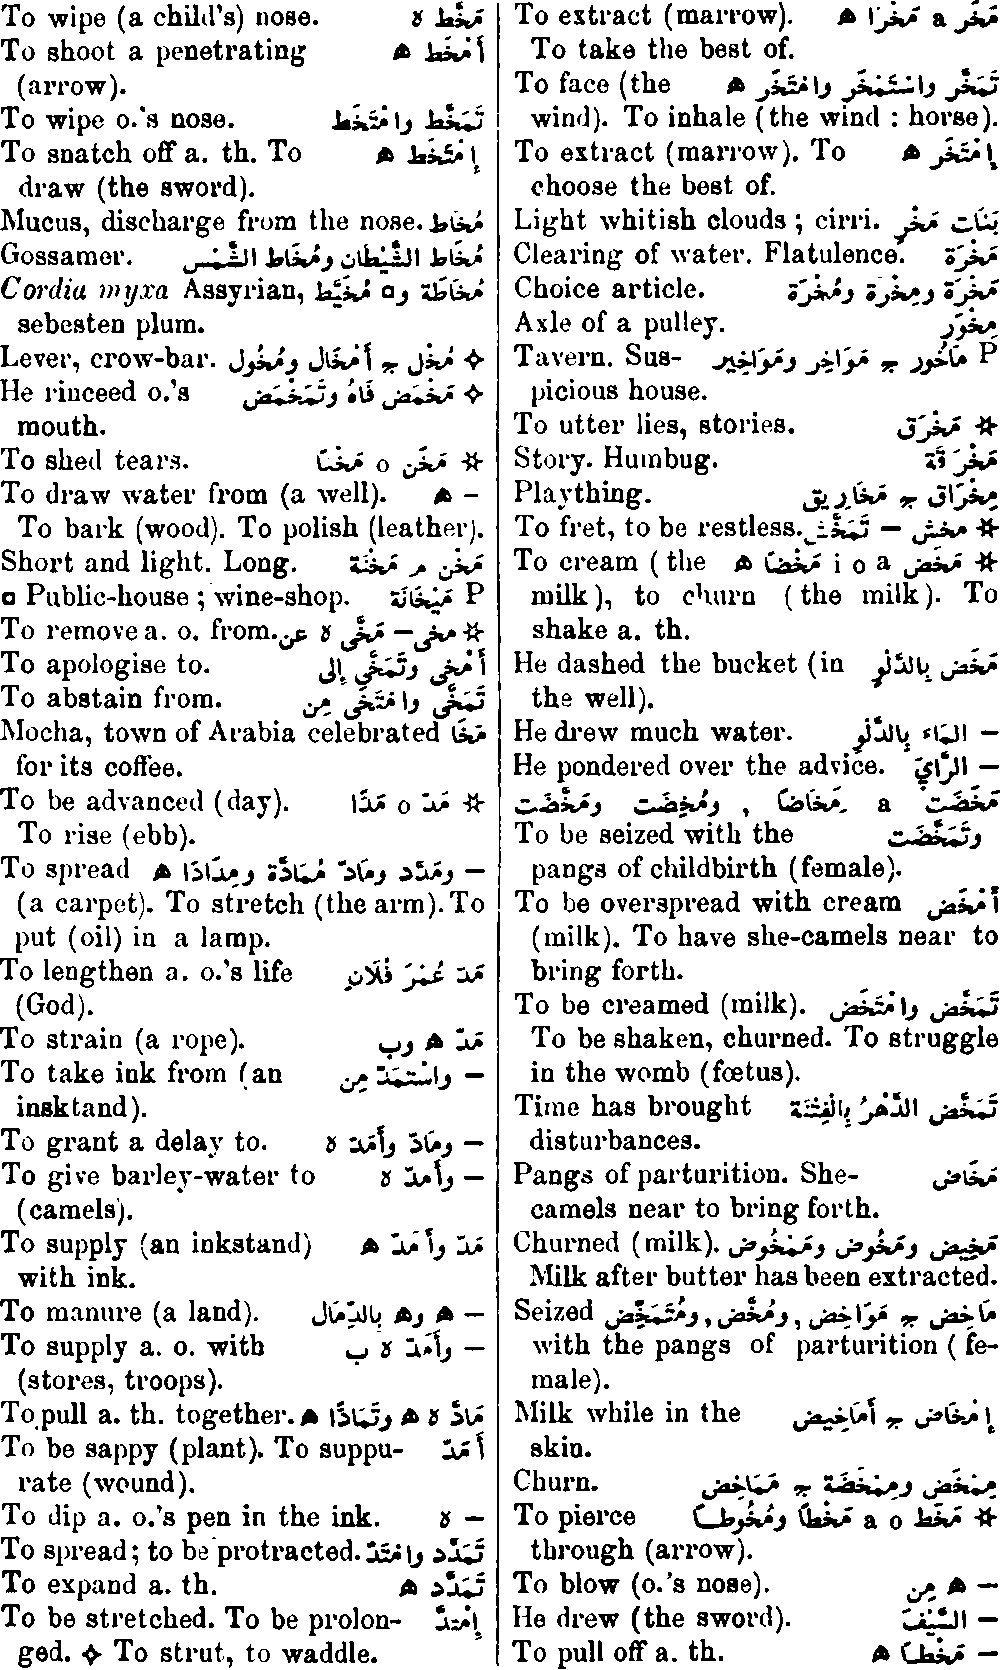 To extract (marrow). مَخَر a مَخْرًا ه
To take the best of.
To face (the تَمَخَّر واسْتَمْخَر وامْتَخَر ه
wind). To inhale (the wind : horse).
To extract (marrow). To إِمْتَخَر ه
choose the best of.
Light whitish clouds ; cirri. بَنَات مَخْر
Clearing of water. Flatulence. مَخْرَة
Choice article. مَخْرَة ومِخْرَة ومُخْرَة
Axle of a pulley. مِخْوَر
Tavern. Sus- P مَاخُور ج مَوَاخِر ومَوَاخِير
picious house.
To utter lies, stories. ✲ مَخْرَق
Story. Humbug. مَخْرَقَة
Plaything. مِخْرَاق ج مَخَارِيق
To fret, to be restless. ✲ مخش – تَمَخَّش
To cream (the ✲ مَخَض a o i مَخْضًا ه
milk), to churn (the milk). To
shake a. th.
He dashed the bucket (in مَخَض بِالدَّلْوِ
the well).
He drew much water. – المَاء بِالدَّلْوِ
He pondered over the advice. – الرَّأْيَ
مَخَضَت a مَخَاضًا , ومُخِضَت ومَخَّضَت
To be seized with the وتَمَخَّضَت
pangs of childbirth (female).
To be overspread with cream أَمْخَض
(milk). To have she-camels near to
bring forth.
To be creamed (milk). تَمَخَّض وامْتَخَض
To be shaken, churned. To struggle
in the womb (fœtus).
Time has brought تَمَخَّض الدَّهْرُ بِالْفِتْنَة
disturbances.
Pangs of parturition. She- مَخَاض
camels near to bring forth.
Churned (milk). مَخِيض ومَخُوض ومَمْخُوض
Milk after butter has been extracted.
Seized مَاخِض ج مَوَاخِض, ومُخَّض, ومُتَمَخِّض
with the pangs of parturition (fe-
male).
Milk while in the إِمْخَاض ج أَمَاخِيض
skin.
Churn. مِمْخَض ومِمْخَضَة ج مَمَاخِض
To pierce ✲ مَخَط a o مَخْطًا ومُخُوطًا
through (arrow).
To blow (o.'s nose). – ه مِن
He drew (the sword). – السَّيْفَ
To pull off a. th. – مَخْطًا ه
To wipe (a child's) nose. مَخَّط ة
To shoot a penetrating أَمْخَط ه
(arrow).
To wipe o.'s nose. تَمَخَّط وامْتَخَط
To snatch off a. th. To إِمْتَخَط ه
draw (the sword).
Mucus, discharge from the nose. مُخَاط
Gossamer. مُخَاط الشَّيْطَان ومُخَاط الشَّمْس
Cordia myxa Assyrian, مُخَاطَة و□ مُخَّيْط
sebesten plum.
Lever, crow-bar. ❖ مُخْل ج أَمْخَال ومُخُول
He rinceed o.'s ❖ مَخْمَض فَاهُ وتَمَخْمَض
mouth.
To shed tears. ✲ مَخَن o مَخْنًا
To draw water from (a well). – ه
To bark (wood). To polish (leather).
Short and light. Long. مَخْن م مَخْنَة
□ Public-house ; wine-shop. P مَيْخَانَة
To remove a. o. from. ✲ مخى – مَخَّى ة عن
To apologise to. أَمْخَى وتَمَخَّى إِلى
To abstain from. تَمَخَّى وامْتَخَى مِن
Mocha, town of Arabia celebrated مَخَا
for its coffee.
To be advanced (day). ✲ مَدَّ o مَدًّا
To rise (ebb).
To spread – ومَدَّد ومَادَّ مُمَادَّة ومِدَادًا ه
(a carpet). To stretch (the arm). To
put (oil) in a lamp.
To lengthen a. o.'s life مَدَّ عُمْرَ فُلَانٍ
(God).
To strain (a rope). مَدَّ ه وب
To take ink from (an – واسْتَمَدَّ مِن
insktand).
To grant a delay to. – ومَادَّ وأَمَدَّ ة
To give barley-water to – وأَمَدَّ ة
(camels).
To supply (an inkstand) مَدَّ وأَمَدَّ ه
with ink.
To manure (a land). – ه وه بِالدَّمَال
To supply a. o. with – وأَمَدَّ ة ب
(stores, troops).
To pull a. th. together. مَادَّ ة ه وتَمَادَّا ه
To be sappy (plant). To suppu- أَمَدَّ
rate (wound).
To dip a. o.'s pen in the ink. – ة
To spread ; to be protracted. تَمَدَّد وامْتَدَّ
To expand a. th. تَمَدَّد ه
To be stretched. To be prolon- إِمْتَدَّ
ged. ❖ To strut, to waddle.